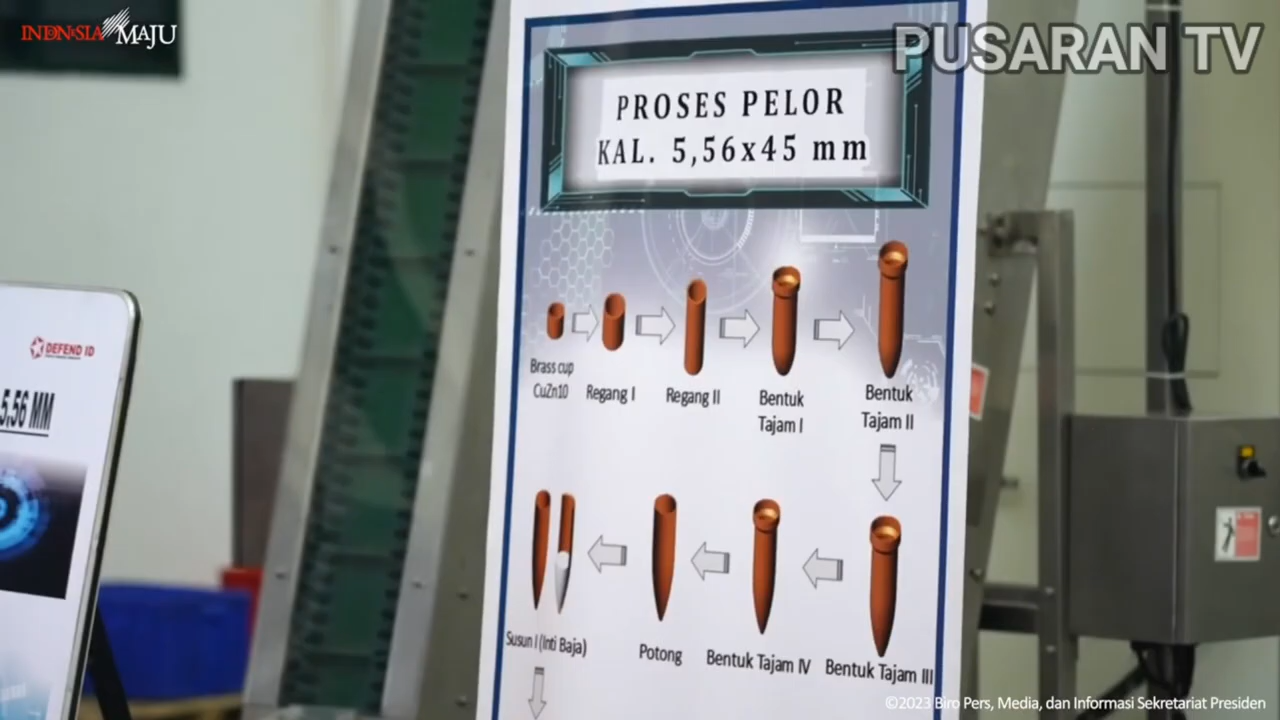 INDONESIA MAJU
PUSARAN TV
PROSES PELOR
KAL. 5,56x45 mm
DEFEND ID
5.56 MM
Brass cup
CuZn10
Regang I
Regang II
Bentuk
Tajam I
Bentuk
Tajam II
Susun I (Inti Baja)
Potong
Bentuk Tajam IV
Bentuk Tajam III
©2023 Biro Pers, Media, dan Informasi Sekretariat Presiden